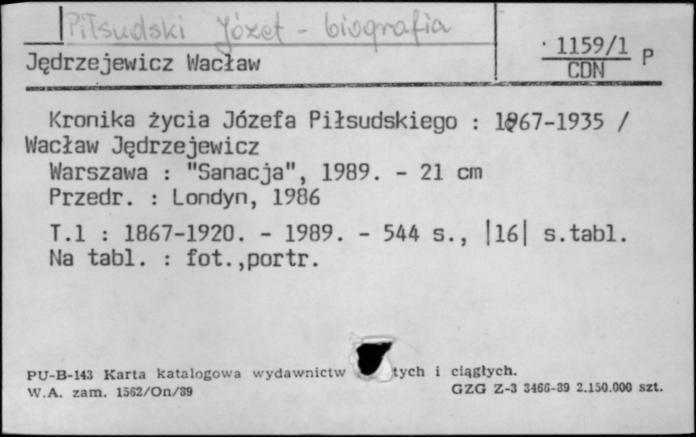 Piłsudski Józef - biografia
1159/1 P
CDN
Jędrzejewicz Wacław
Kronika życia Józefa Piłsudskiego : 1867-1935 /
Wacław Jędrzejewicz
Warszawa : "Sanacja", 1989. - 21 cm
Przedr. : Londyn, 1986
T.1 : 1867-1920. - 1989. - 544 s., |16| s.tabl.
Na tabl. : fot.,portr.
PU-B-143 Karta katalogowa wydawnictw tych i ciągłych.
W.A. zam. 1562/On/89 GZG Z-3 3466-89 2.150.000 szt.